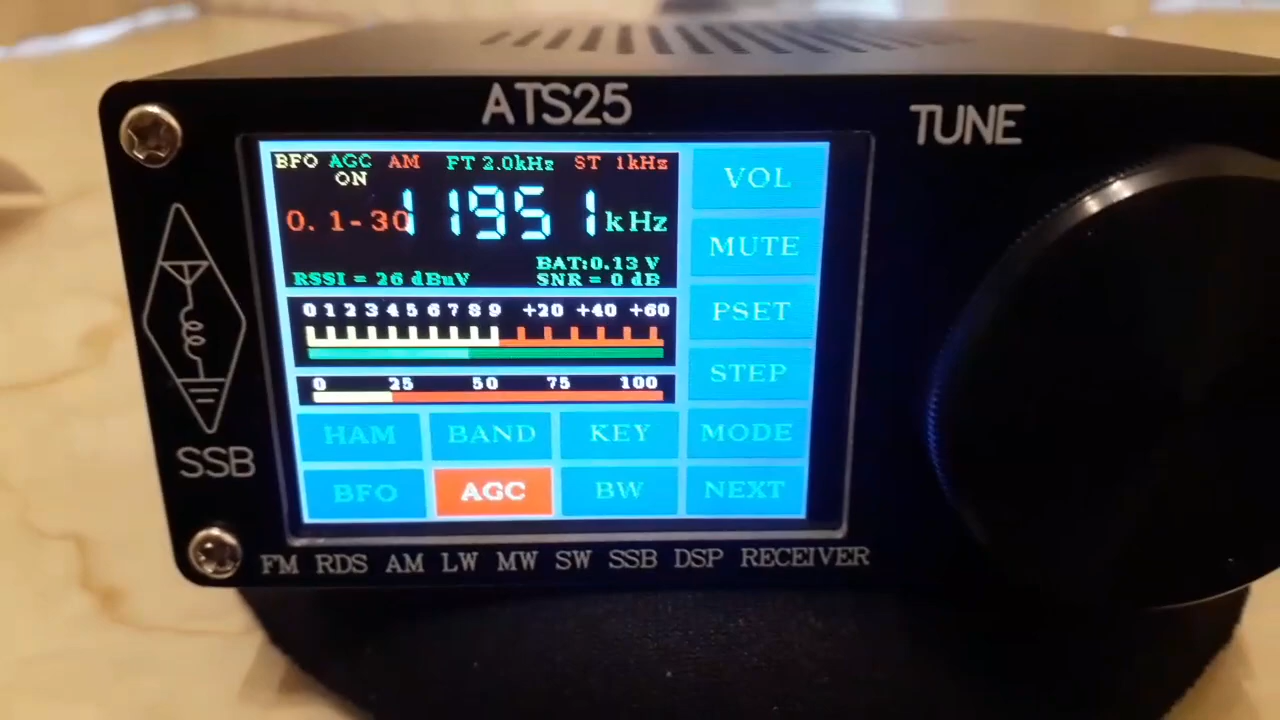 ATS25
TUNE
BFO AGC AM FT 2.0kHz ST 1kHz
ON
0.1-30 11951 kHz
BAT:0.13 V
RSSI = 26 dBuV SNR = 0 dB
0 1 2 3 4 5 6 7 8 9 +20 +40 +60
0 25 50 75 100
VOL
MUTE
PSET
STEP
HAM BAND KEY MODE
BFO AGC BW NEXT
SSB
FM RDS AM LW MW SW SSB DSP RECEIVER